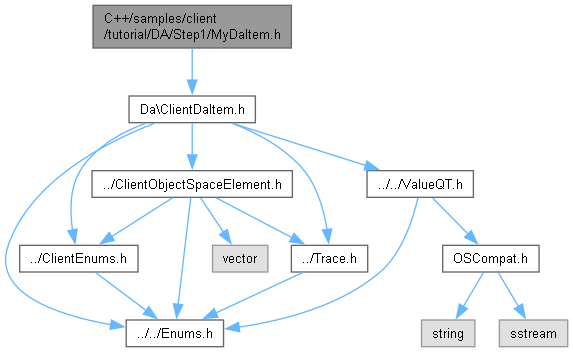 C++/samples/client
/tutorial/DA/Step1/MyDaItem.h
Da\ClientDaItem.h
../ClientObjectSpaceElement.h
../../ValueQT.h
../ClientEnums.h
vector
../Trace.h
OSCompat.h
../../Enums.h
string
sstream